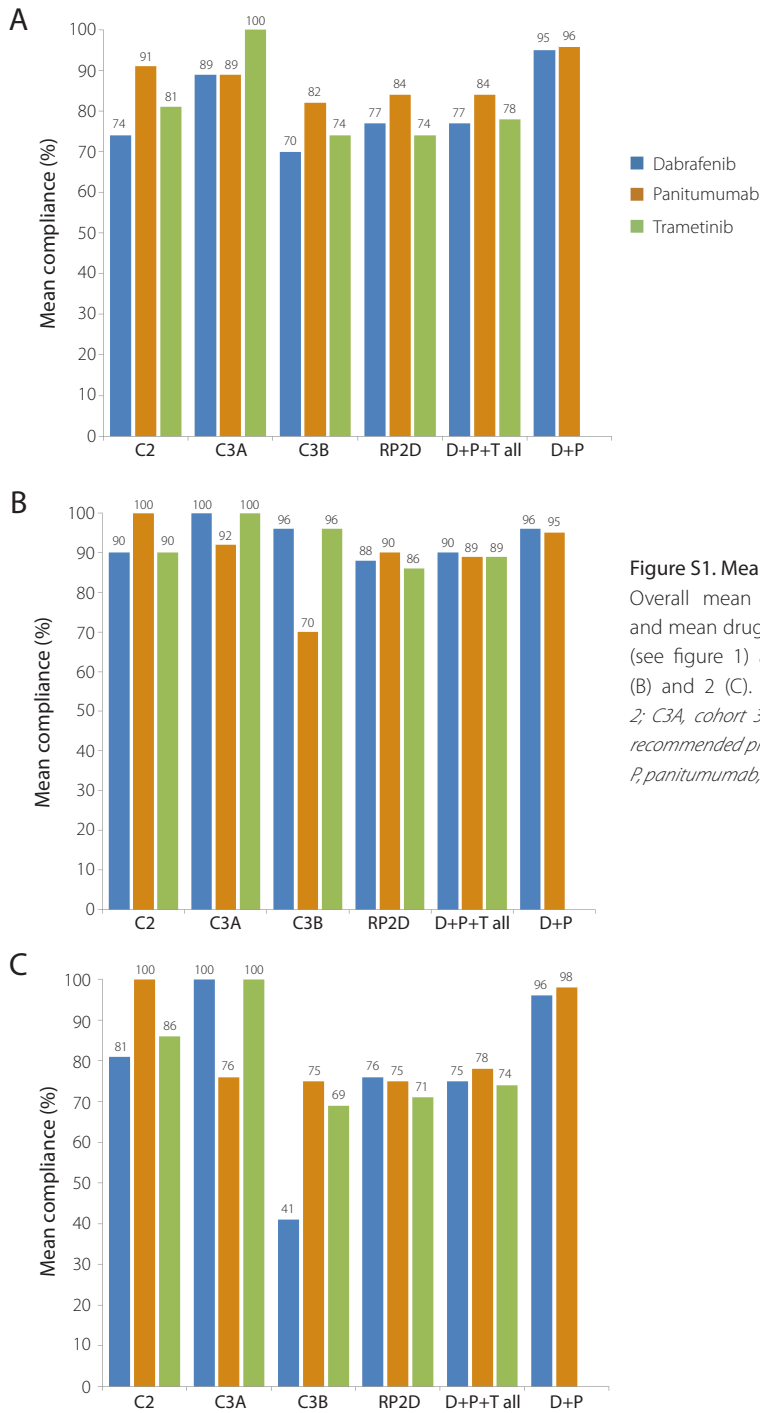 A
Mean compliance (%)
100
90
80
70
60
50
40
30
20
10
0
74 91 81
89 89 100
70 82 74
77 84 74
77 84 78
95 96
C2 C3A C3B RP2D D+P+T all D+P
Dabrafenib
Panitumumab
Trametinib
B
Mean compliance (%)
100
90
80
70
60
50
40
30
20
10
0
90 100 90
100 92 100
96 70 96
88 90 86
90 89 89
96 95
C2 C3A C3B RP2D D+P+T all D+P
Figure S1. Mea
Overall mean
and mean drug
(see figure 1)
(B) and 2 (C).
2; C3A, cohort 3
recommended p
P, panitumumab,
C
Mean compliance (%)
100
90
80
70
60
50
40
30
20
10
0
81 100 86
100 76 100
41 75 69
76 75 71
75 78 74
96 98
C2 C3A C3B RP2D D+P+T all D+P